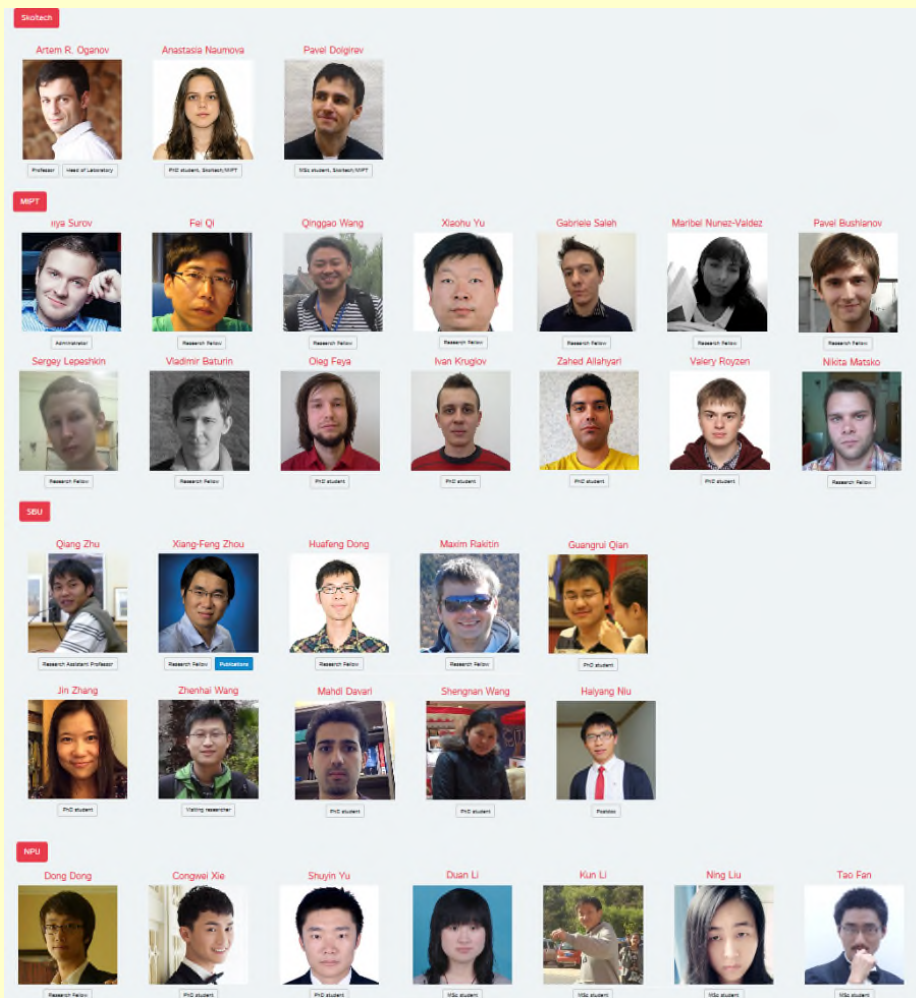 Skoltech
Artem R. Oganov Anastasia Naumova Pavel Dolgirev
Professor Head of Laboratory PhD student, Skoltech/MIPT MSc student, Skoltech/MIPT
MIPT
Ilya Surov Fei Qi Qinggao Wang Xiaohu Yu Gabriele Saleh Maribel Nunez-Valdez Pavel Bushlanov
Administrator Research Fellow Research Fellow Research Fellow Research Fellow Research Fellow Research Fellow
Sergey Lepeshkin Vladimir Baturin Oleg Feya Ivan Kruglov Zahed Allahyari Valery Royzen Nikita Matsko
Research Fellow Research Fellow PhD student PhD student PhD student PhD student Research Fellow
SBU
Qiang Zhu Xiang-Feng Zhou Huafeng Dong Maxim Rakitin Guangrui Qian
Research Assistant Professor Research Fellow Publications Research Fellow Research Fellow PhD student
Jin Zhang Zhenhai Wang Mahdi Davari Shengnan Wang Haiyang Niu
PhD student Visiting researcher PhD student PhD student Postdoc
NPU
Dong Dong Congwei Xie Shuyin Yu Duan Li Kun Li Ning Liu Tao Fan
Research Fellow PhD student PhD student MSc student MSc student MSc student MSc student